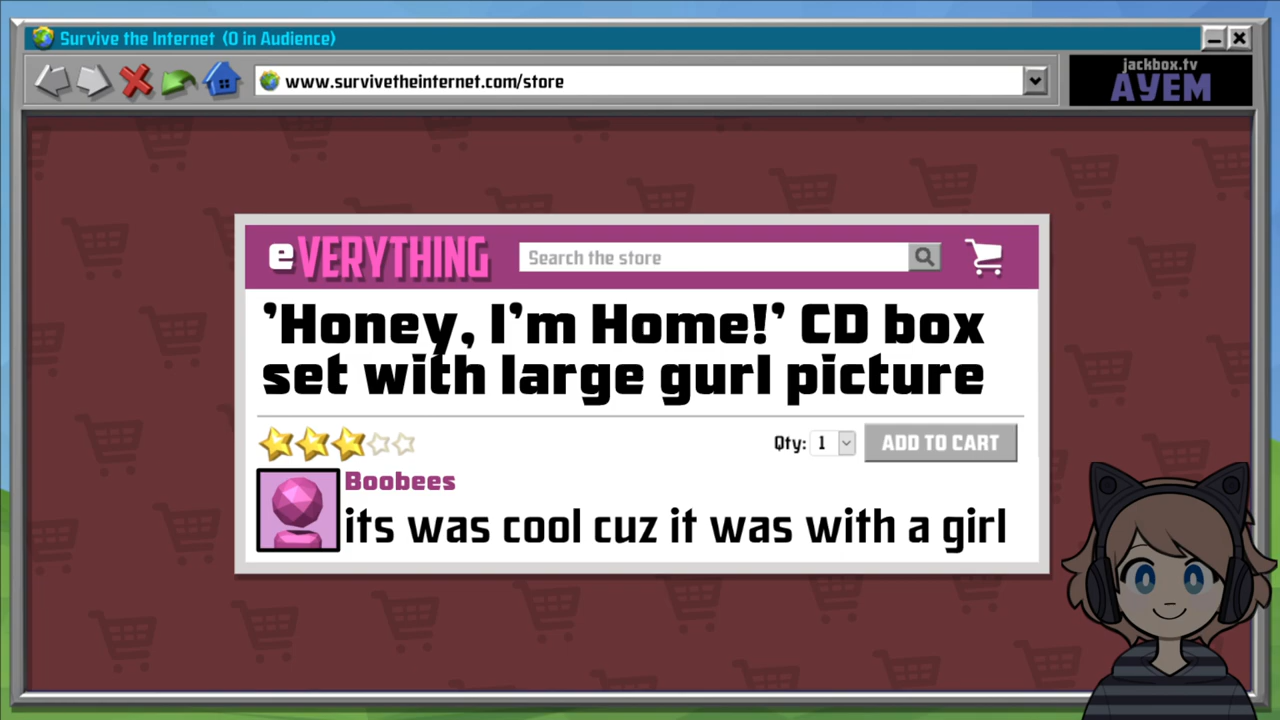 Survive the Internet (0 in Audience)
www.survivetheinternet.com/store
jackbox.tv
AYEM
eVERYTHING
Search the store
'Honey, I'm Home!' CD box
set with large gurl picture
Qty: 1
ADD TO CART
Boobees
its was cool cuz it was with a girl